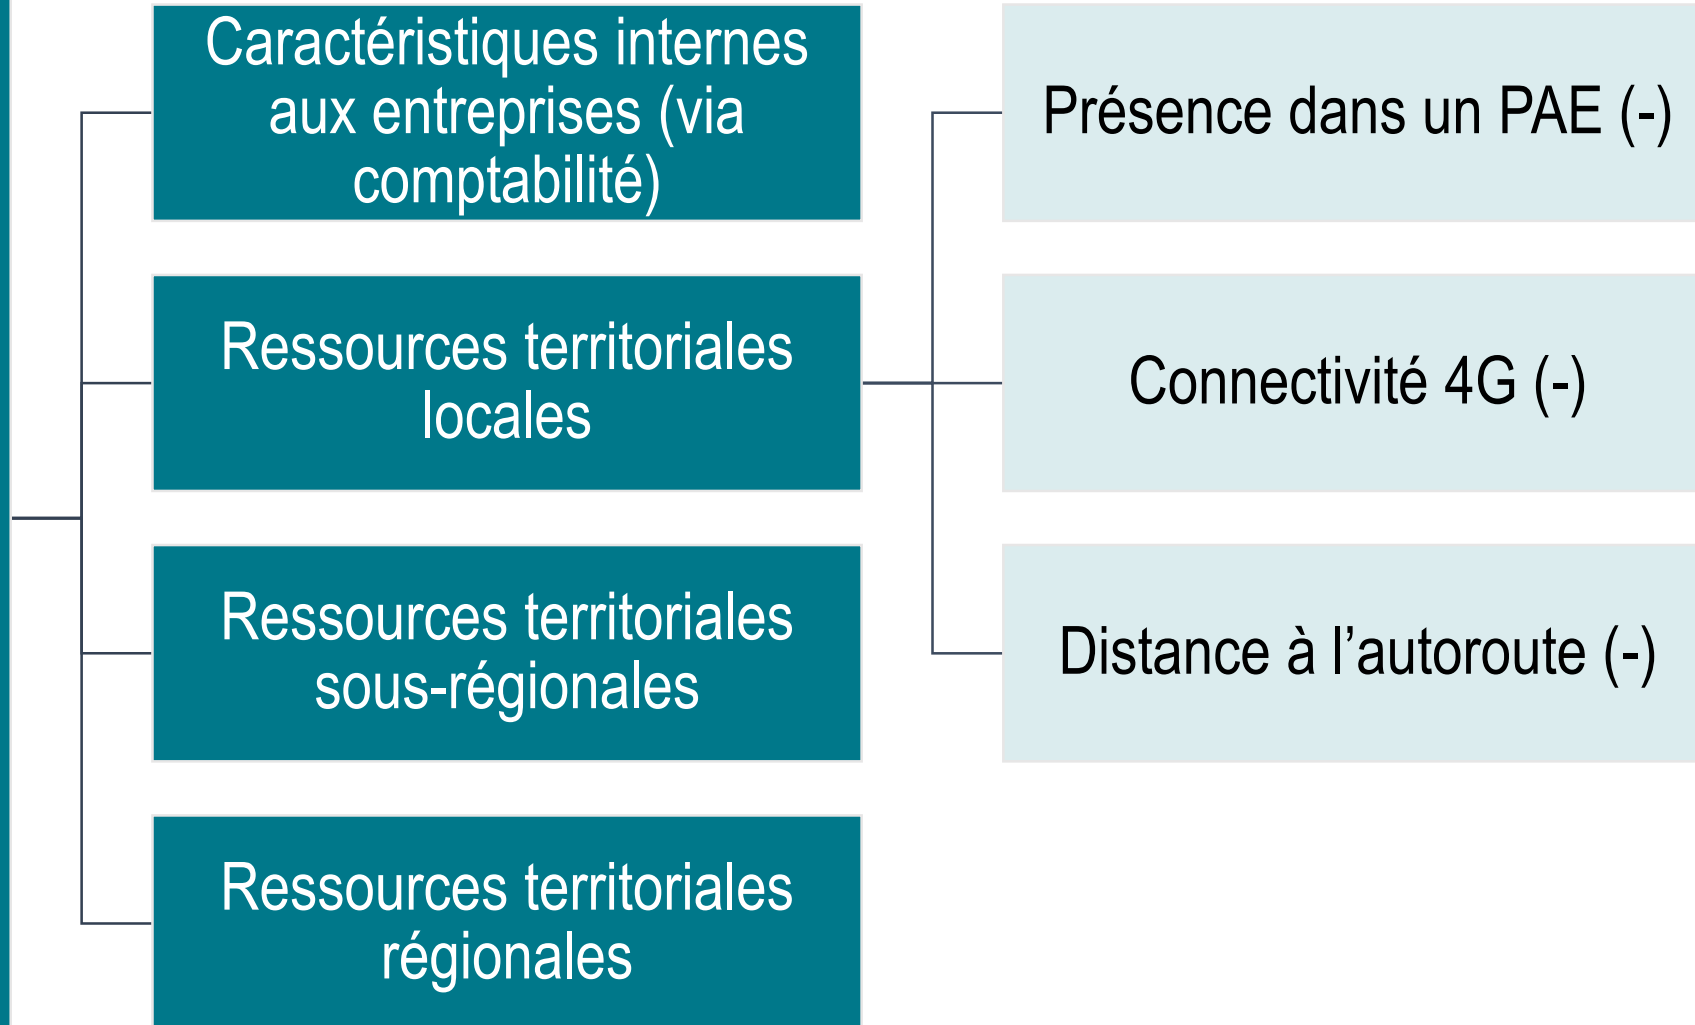 Caractéristiques internes
aux entreprises (via
comptabilité)
Ressources territoriales
locales
Ressources territoriales
sous-régionales
Ressources territoriales
régionales
Présence dans un PAE (-)
Connectivité 4G (-)
Distance à l’autoroute (-)